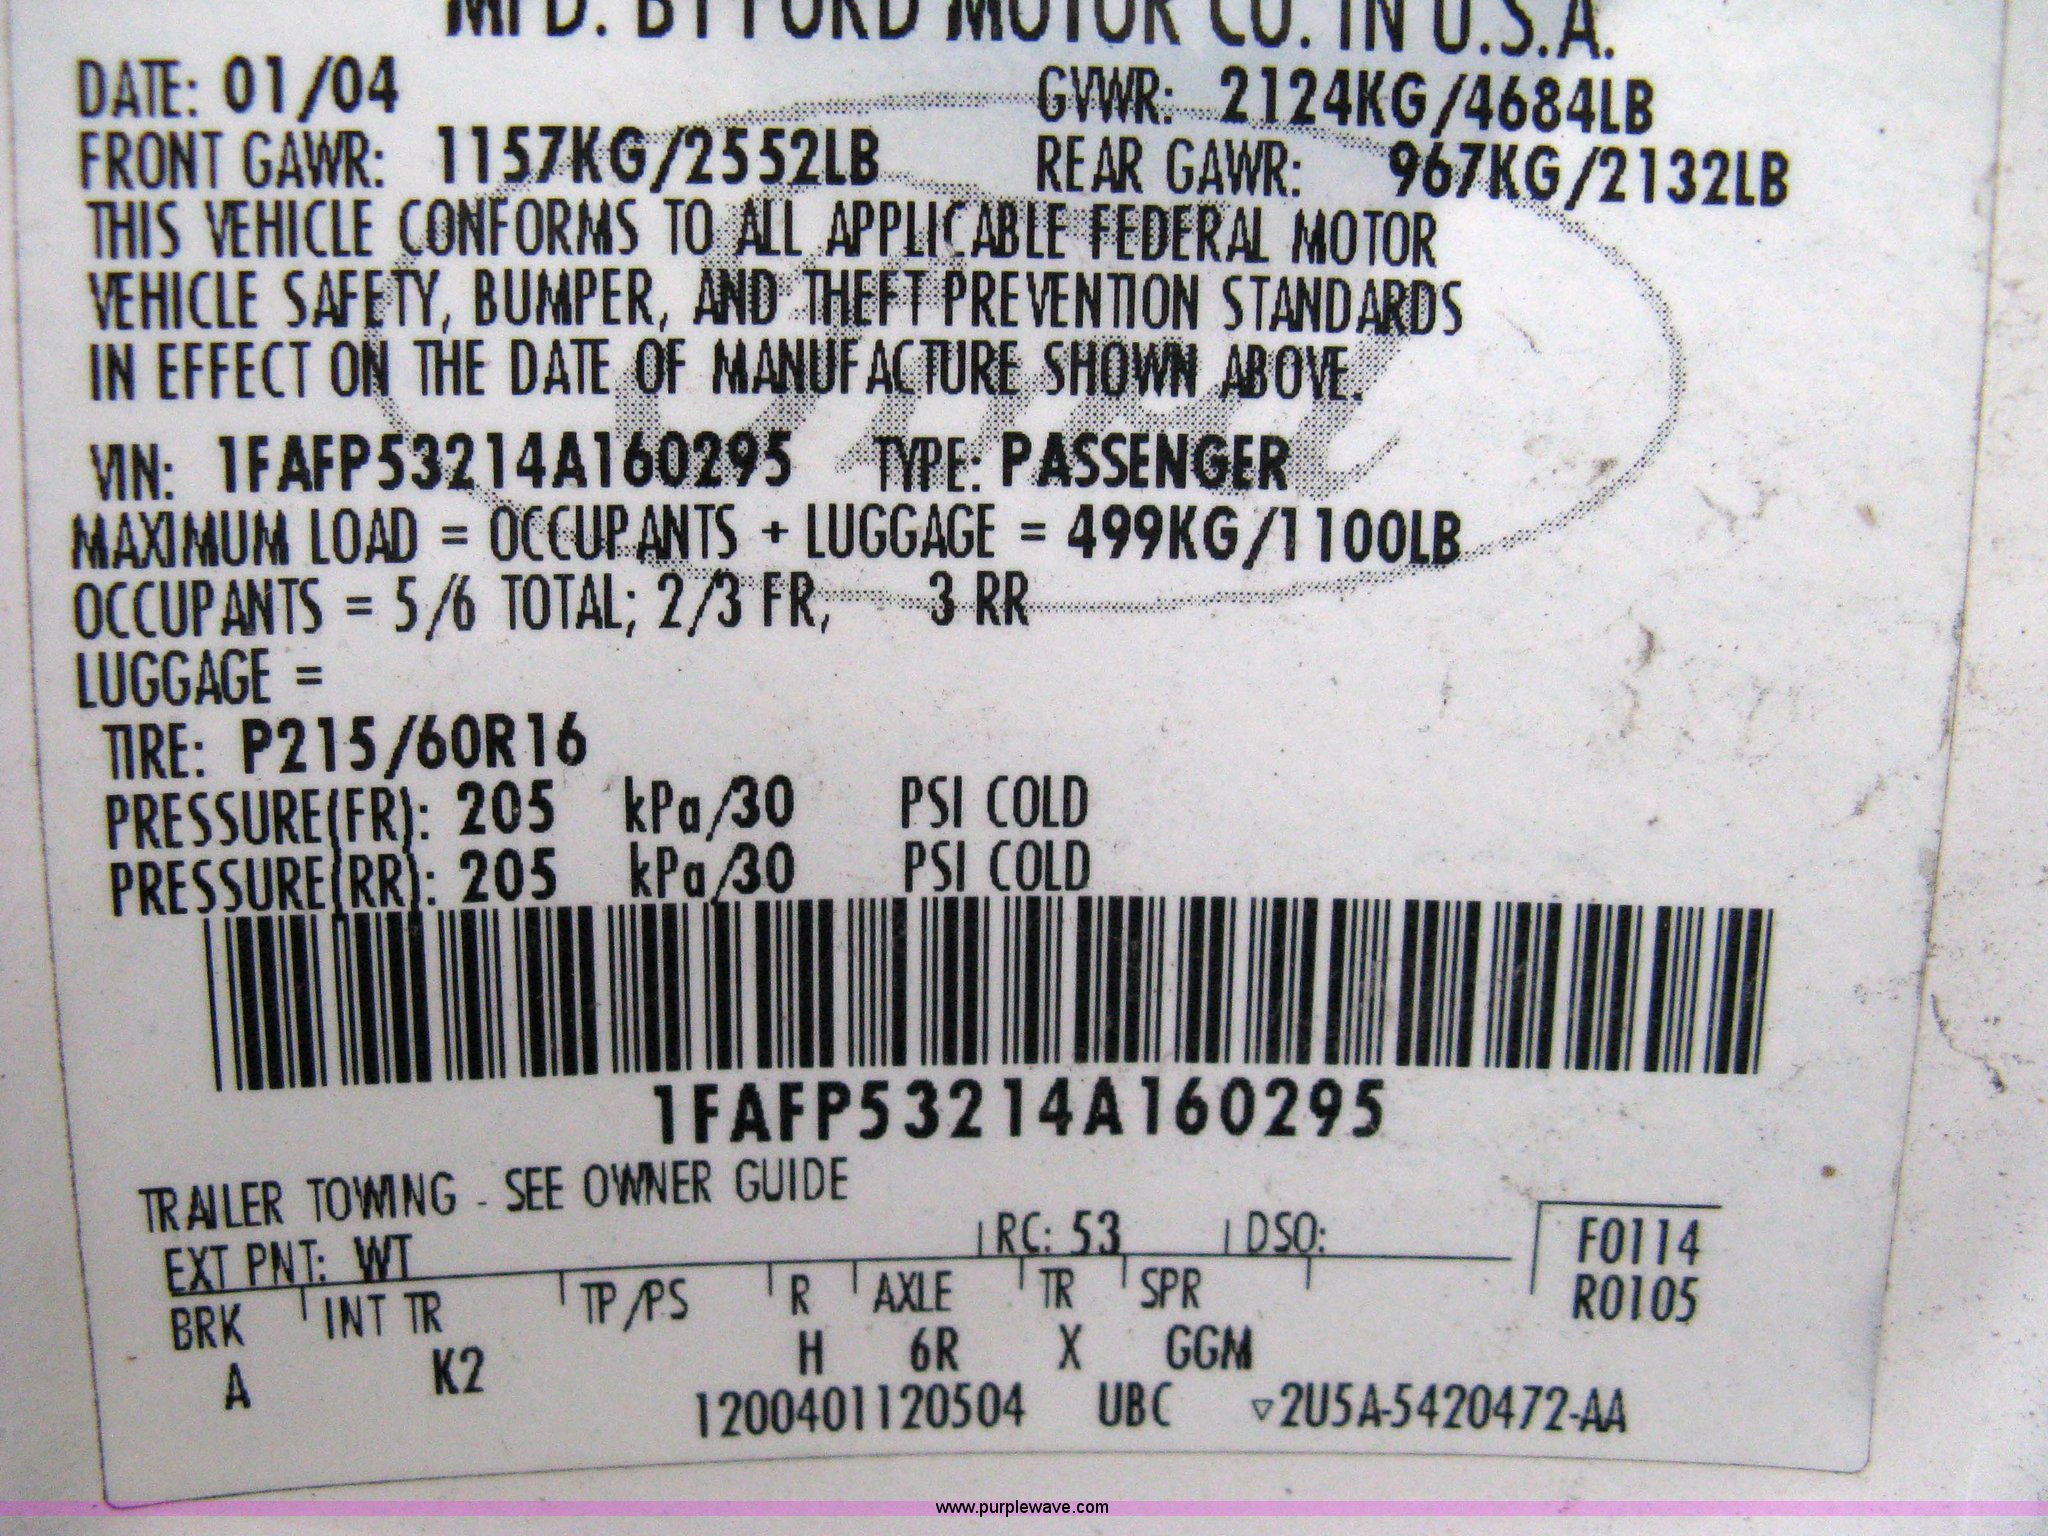 MFD. BY FORD MOTOR CO. IN U.S.A.
DATE: 01/04 GVWR: 2124KG/4684LB
FRONT GAWR: 1157KG/2552LB REAR GAWR: 967KG/2132LB
THIS VEHICLE CONFORMS TO ALL APPLICABLE FEDERAL MOTOR
VEHICLE SAFETY, BUMPER, AND THEFT PREVENTION STANDARDS
IN EFFECT ON THE DATE OF MANUFACTURE SHOWN ABOVE.
VIN: 1FAFP53214A160295 TYPE: PASSENGER
MAXIMUM LOAD = OCCUPANTS + LUGGAGE = 499KG/1100LB
OCCUPANTS = 5/6 TOTAL; 2/3 FR, 3 RR
LUGGAGE =
TIRE: P215/60R16
PRESSURE(FR): 205 kPa/30 PSI COLD
PRESSURE(RR): 205 kPa/30 PSI COLD
1FAFP53214A160295
TRAILER TOWING - SEE OWNER GUIDE
EXT PNT: WT RC: 53 DSO: F0114
R0105
BRK INT TR TP/PS R AXLE TR SPR
A K2 H 6R X GGM
1200401120504 UBC ▽2U5A-5420472-AA
www.purplewave.com